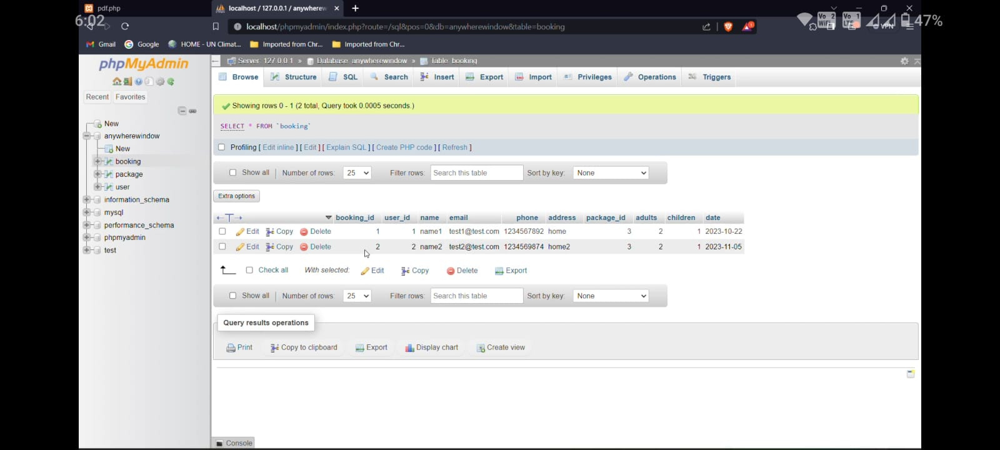 pdf.php
localhost / 127.0.0.1 / anywherew
6:02
localhost/phpmyadmin/index.php?route=/sql&pos=0&db=anywherewindow&table=booking
VPN
47%
Gmail Google HOME - UN Climat... Imported from Chr... Imported from Chr...
phpMyAdmin
Recent Favorites
New
anywherewindow
New
booking
package
user
information_schema
mysql
performance_schema
phpmyadmin
test
Server: 127.0.0.1 » Database: anywherewindow » Table: booking
Browse Structure SQL Search Insert Export Import Privileges Operations Triggers
Showing rows 0 - 1 (2 total, Query took 0.0005 seconds.)
SELECT * FROM `booking`
Profiling [ Edit inline ] [ Edit ] [ Explain SQL ] [ Create PHP code ] [ Refresh ]
Show all Number of rows: 25 Filter rows: Search this table Sort by key: None
Extra options
booking_id user_id name email phone address package_id adults children date
Edit Copy Delete 1 1 name1 test1@test.com 1234567892 home 3 2 1 2023-10-22
Edit Copy Delete 2 2 name2 test2@test.com 1234569874 home2 3 2 1 2023-11-05
Check all With selected: Edit Copy Delete Export
Show all Number of rows: 25 Filter rows: Search this table Sort by key: None
Query results operations
Print Copy to clipboard Export Display chart Create view
Console